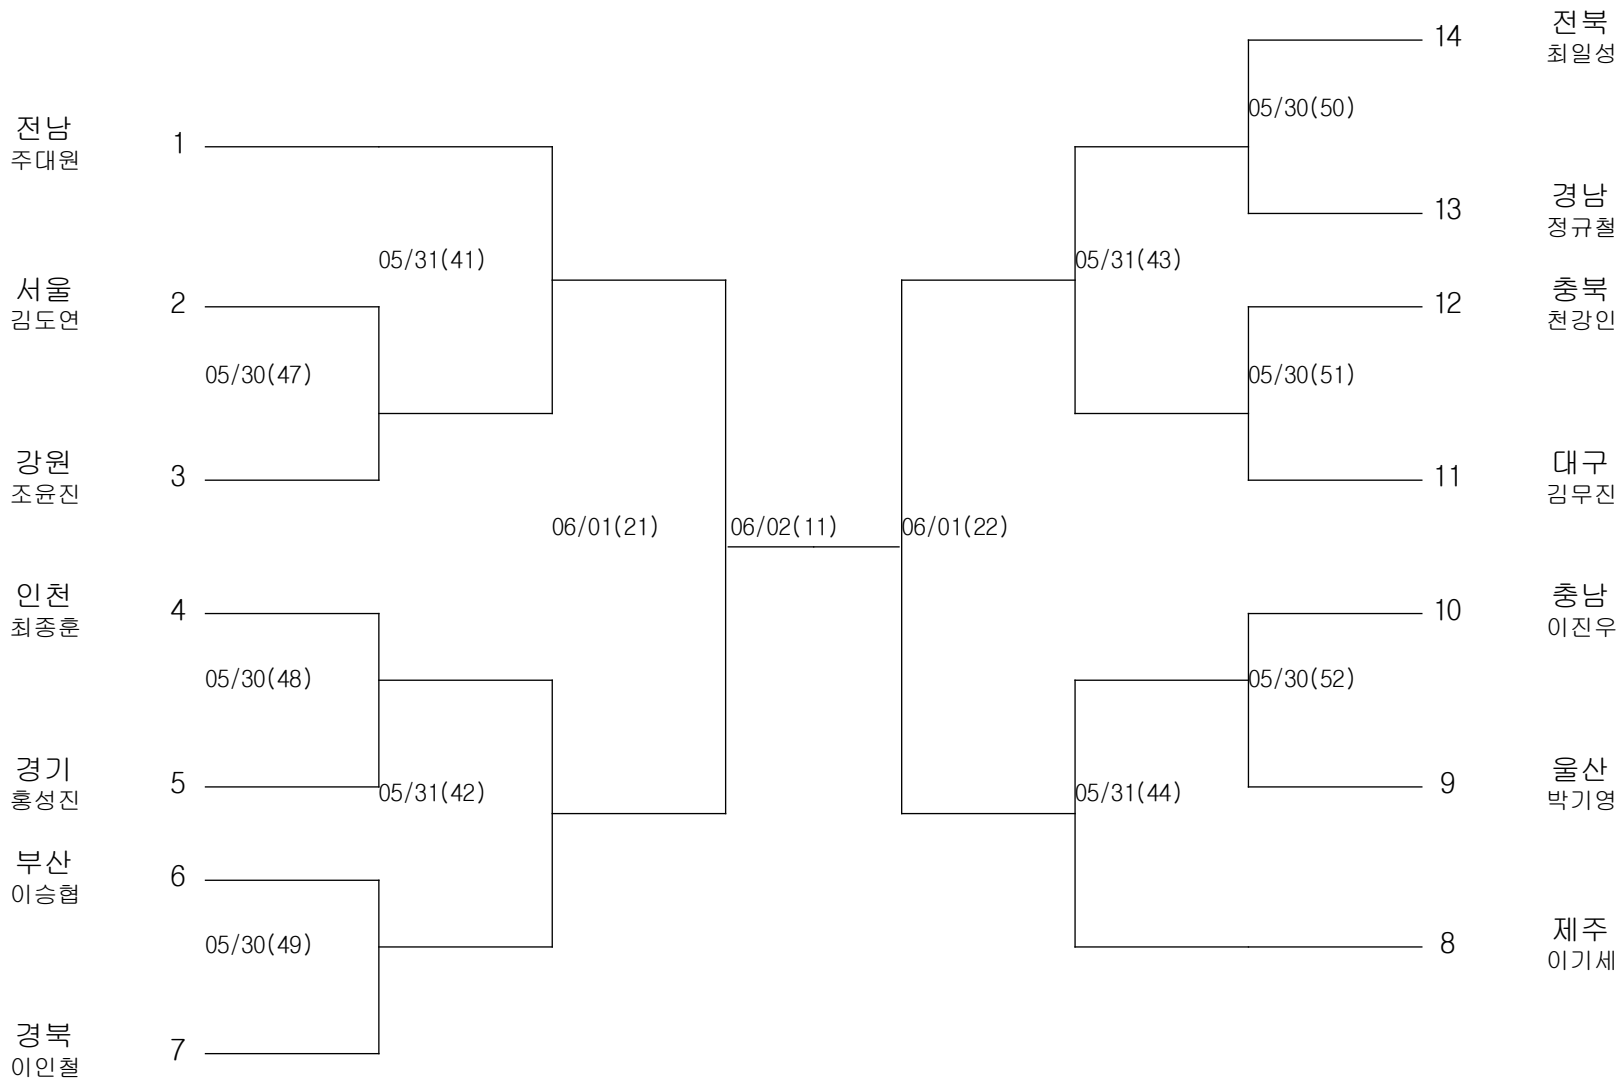 전북
14
최일성
05/30(50)
전남
1
주대원
경남
13
정규철
05/31(41)
05/31(43)
서울
2
김도연
충북
12
천강인
05/30(47)
05/30(51)
강원
3
조윤진
대구
11
김무진
06/01(21)
06/02(11)
06/01(22)
인천
4
최종훈
충남
10
이진우
05/30(48)
05/30(52)
경기
5
홍성진
05/31(42)
05/31(44)
울산
9
박기영
부산
6
이승협
05/30(49)
제주
8
이기세
경북
7
이인철